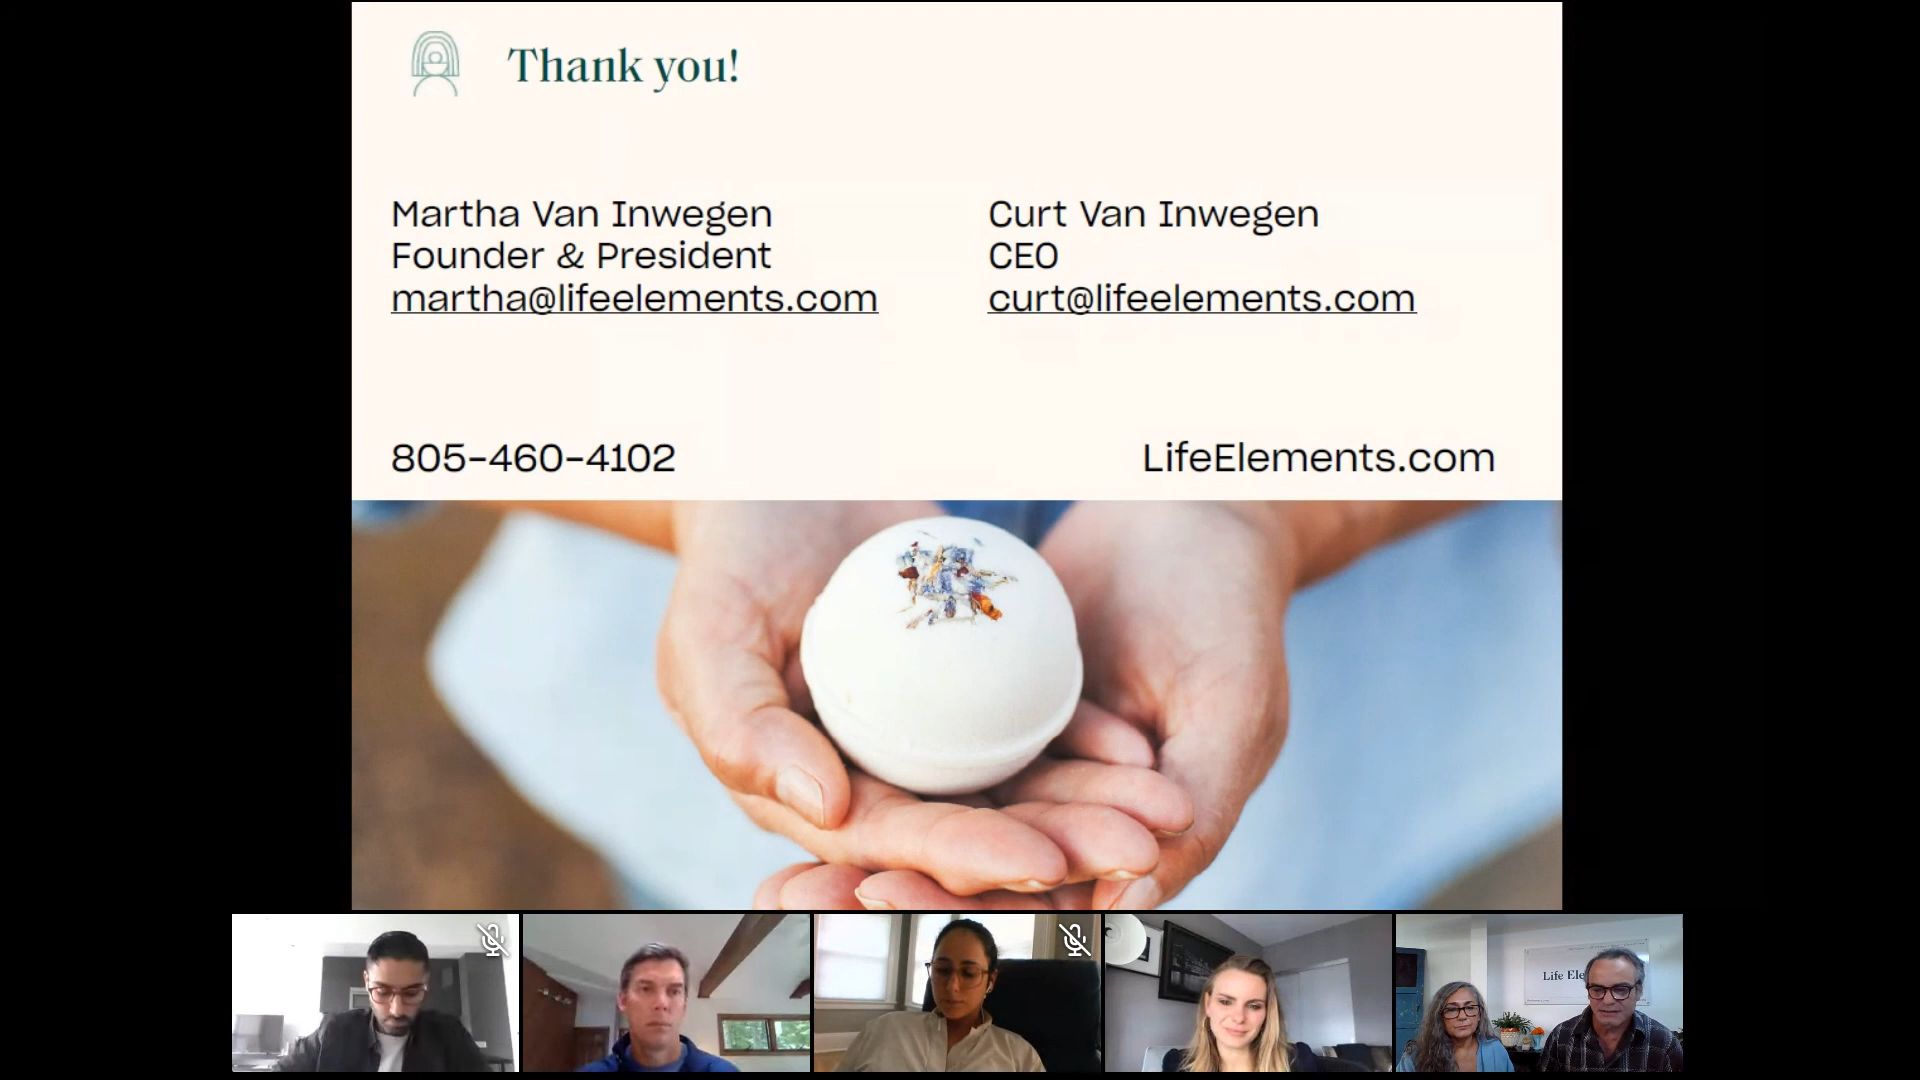 Thank you!
Martha Van Inwegen
Founder & President
martha@lifeelements.com
Curt Van Inwegen
CEO
curt@lifeelements.com
805-460-4102
LifeElements.com
Life Ele